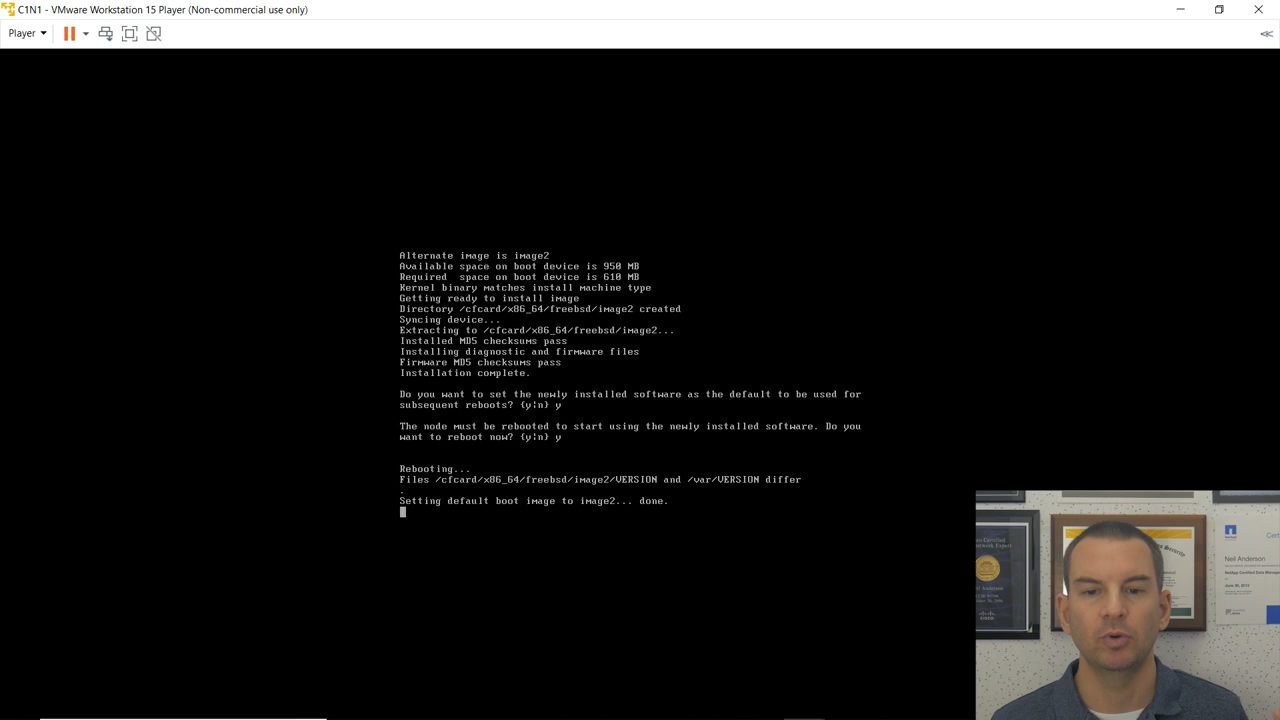 C1N1 - VMware Workstation 15 Player (Non-commercial use only)
Player
Alternate image is image2
Available space on boot device is 950 MB
Required  space on boot device is 610 MB
Kernel binary matches install machine type
Getting ready to install image
Directory /cfcard/x86_64/freebsd/image2 created
Syncing device...
Extracting to /cfcard/x86_64/freebsd/image2...
Installed MD5 checksums pass
Installing diagnostic and firmware files
Firmware MD5 checksums pass
Installation complete.
Do you want to set the newly installed software as the default to be used for
subsequent reboots? {y|n} y
The node must be rebooted to start using the newly installed software. Do you
want to reboot now? {y|n} y
Rebooting...
Files /cfcard/x86_64/freebsd/image2/VERSION and /var/VERSION differ
.
Setting default boot image to image2... done.
Neil Anderson